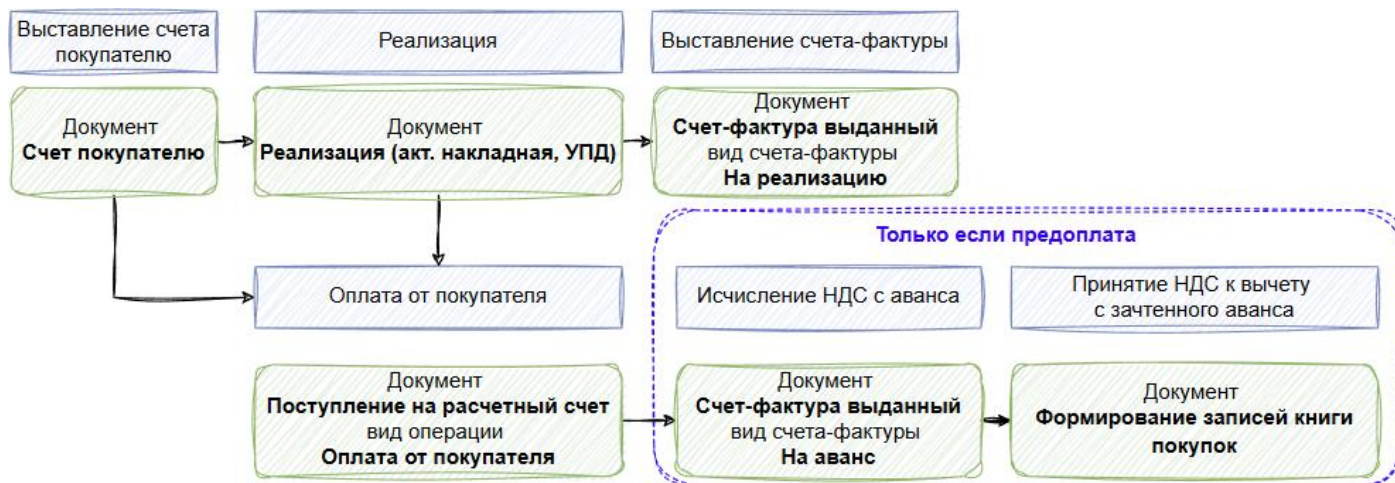 Выставление счета
покупателю
Реализация
Выставление счета-фактуры
Документ
Счет покупателю
Документ
Реализация (акт. накладная, УПД)
Документ
Счет-фактура выданный
вид счета-фактуры
На реализацию
Только если предоплата
Оплата от покупателя
Исчисление НДС с аванса
Принятие НДС к вычету
с зачтенного аванса
Документ
Поступление на расчетный счет
вид операции
Оплата от покупателя
Документ
Счет-фактура выданный
вид счета-фактуры
На аванс
Документ
Формирование записей книги
покупок